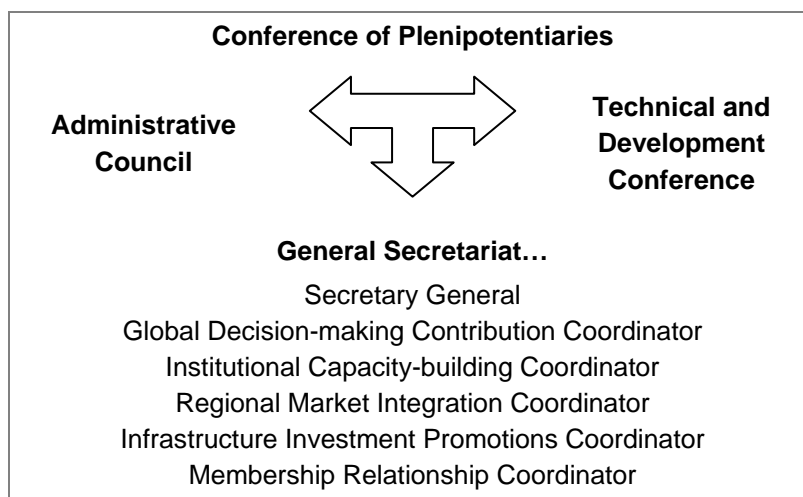 Conference of Plenipotentiaries
Administrative
Council
Technical and
Development
Conference
General Secretariat…
Secretary General
Global Decision-making Contribution Coordinator
Institutional Capacity-building Coordinator
Regional Market Integration Coordinator
Infrastructure Investment Promotions Coordinator
Membership Relationship Coordinator